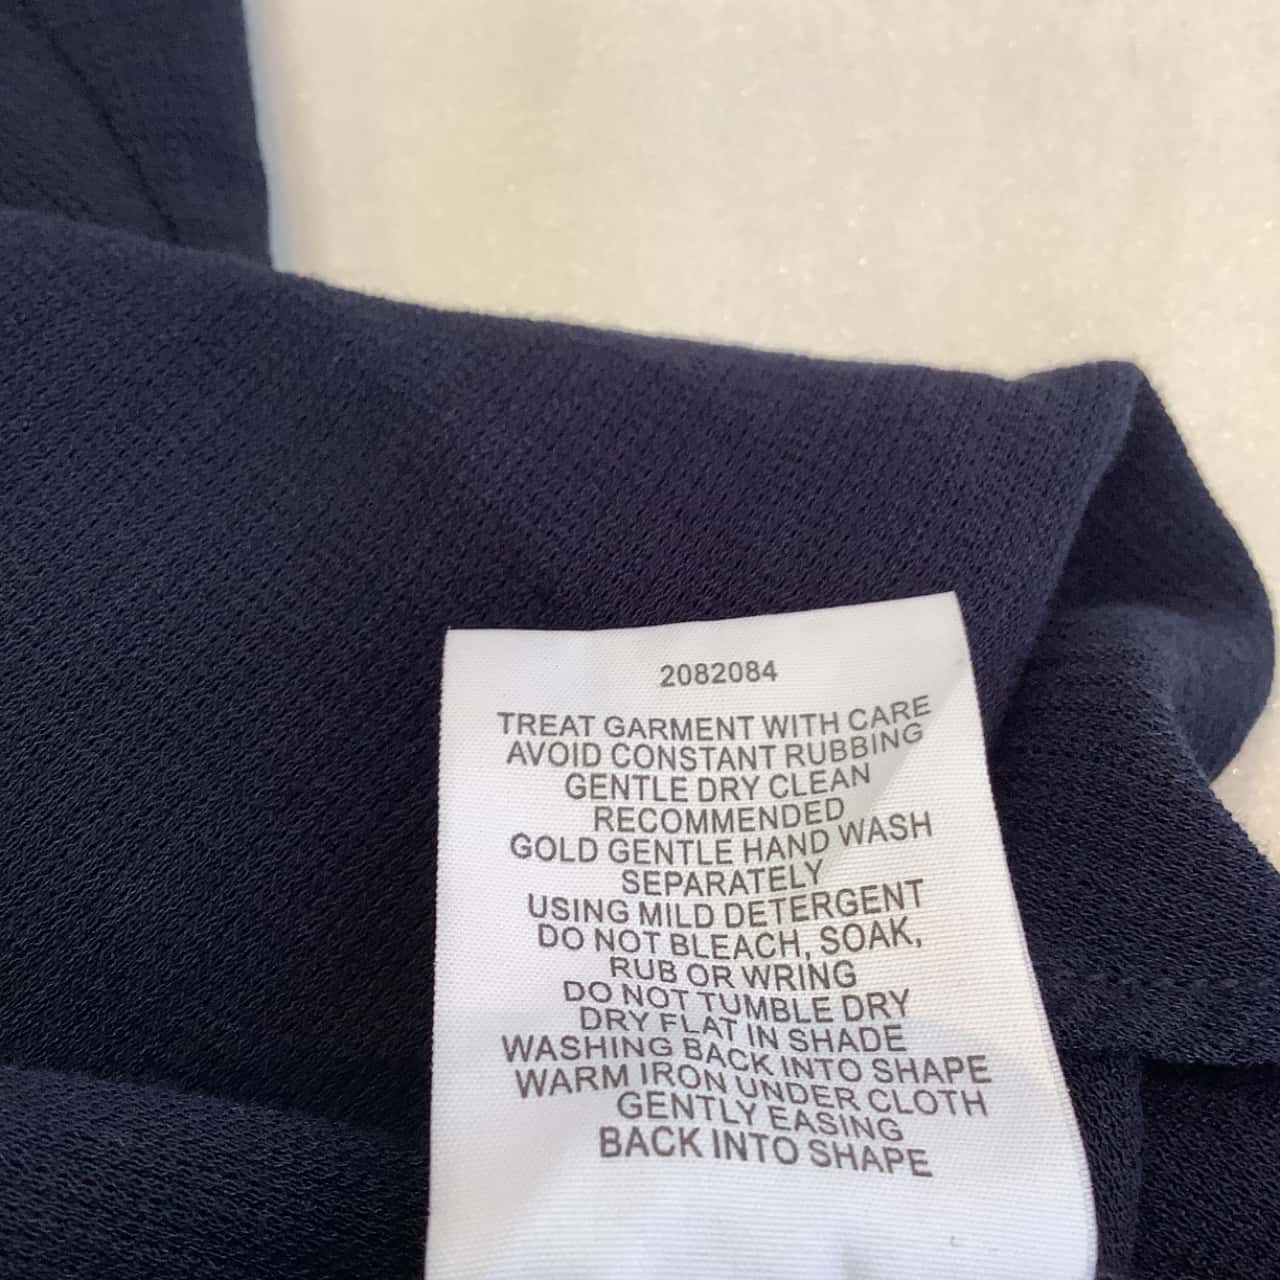 2082084
TREAT GARMENT WITH CARE
AVOID CONSTANT RUBBING
GENTLE DRY CLEAN
RECOMMENDED
GOLD GENTLE HAND WASH
SEPARATELY
USING MILD DETERGENT
DO NOT BLEACH, SOAK,
RUB OR WRING
DO NOT TUMBLE DRY
DRY FLAT IN SHADE
WASHING BACK INTO SHAPE
WARM IRON UNDER CLOTH
GENTLY EASING
BACK INTO SHAPE